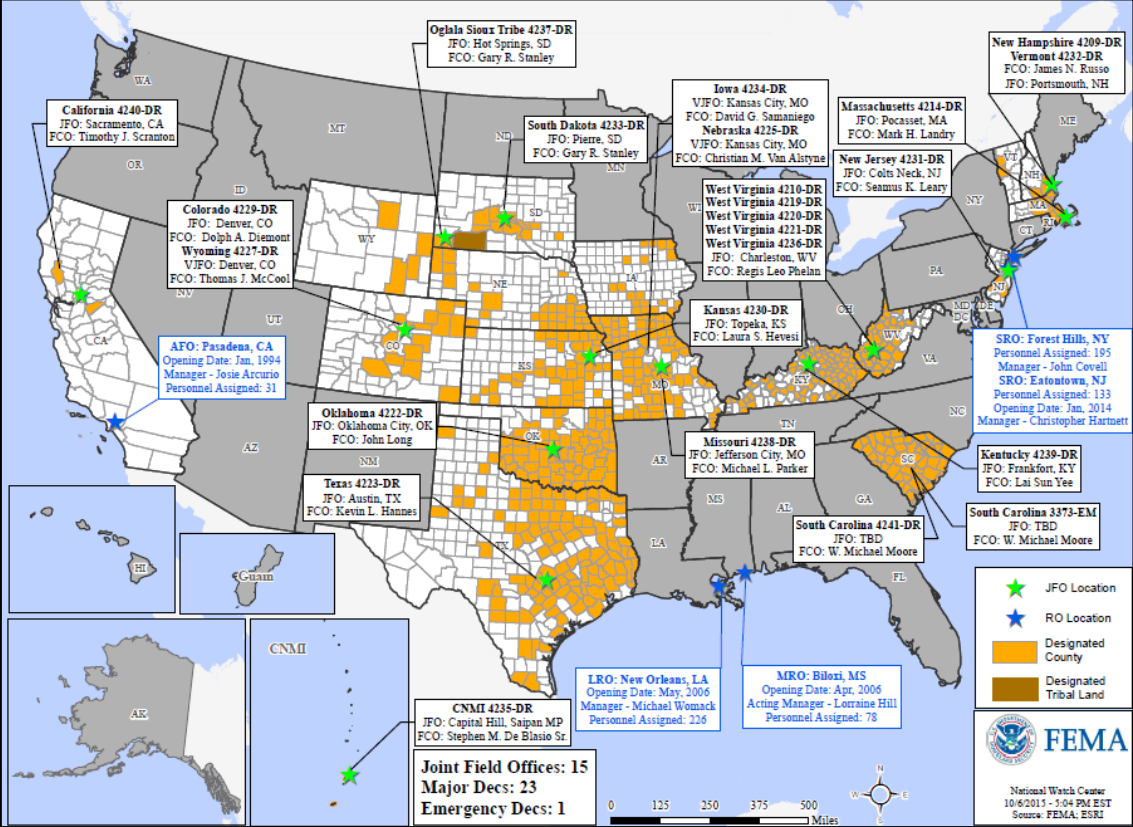 Oglala Sioux Tribe 4237-DR
JFO: Hot Springs, SD
FCO: Gary R. Stanley
New Hampshire 4209-DR
Vermont 4232-DR
FCO: James N. Russo
JFO: Portsmouth, NH
California 4240-DR
JFO: Sacramento, CA
FCO: Timothy J. Scranton
South Dakota 4233-DR
JFO: Pierre, SD
FCO: Gary R. Stanley
Iowa 4234-DR
VJFO: Kansas City, MO
FCO: David G. Samaniego
Nebraska 4225-DR
VJFO: Kansas City, MO
FCO: Christian M. Van Alstyne
Massachusetts 4214-DR
JFO: Pocasset, MA
FCO: Mark H. Landry
New Jersey 4231-DR
JFO: Colts Neck, NJ
FCO: Seamus K. Leary
West Virginia 4210-DR
West Virginia 4219-DR
West Virginia 4220-DR
West Virginia 4221-DR
West Virginia 4236-DR
JFO: Charleston, WV
FCO: Regis Leo Phelan
Colorado 4229-DR
JFO: Denver, CO
FCO: Dolph A. Diemont
Wyoming 4227-DR
VJFO: Denver, CO
FCO: Thomas J. McCool
Kansas 4230-DR
JFO: Topeka, KS
FCO: Laura S. Hevesi
AFO: Pasadena, CA
Opening Date: Jan, 1994
Manager - Josie Arcurio
Personnel Assigned: 31
SRO: Forest Hills, NY
Personnel Assigned: 195
Manager - John Covell
SRO: Eatontown, NJ
Personnel Assigned: 133
Opening Date: Jan, 2014
Manager - Christopher Hartnett
Oklahoma 4222-DR
JFO: Oklahoma City, OK
FCO: John Long
Missouri 4238-DR
JFO: Jefferson City, MO
FCO: Michael L. Parker
Kentucky 4239-DR
JFO: Frankfort, KY
FCO: Lai Sun Yee
Texas 4223-DR
JFO: Austin, TX
FCO: Kevin L. Hannes
South Carolina 3373-EM
JFO: TBD
FCO: W. Michael Moore
South Carolina 4241-DR
JFO: TBD
FCO: W. Michael Moore
LRO: New Orleans, LA
Opening Date: May, 2006
Manager - Michael Womack
Personnel Assigned: 226
MRO: Biloxi, MS
Opening Date: Apr, 2006
Acting Manager - Lorraine Hill
Personnel Assigned: 78
CNMI 4235-DR
JFO: Capital Hill, Saipan MP
FCO: Stephen M. De Blasio Sr.
Joint Field Offices: 15
Major Decs: 23
Emergency Decs: 1
WA
OR
CA
NV
ID
MT
WY
UT
CO
AZ
NM
ND
SD
NE
KS
OK
TX
MN
IA
MO
AR
LA
WI
KY
TN
MS
AL
GA
FL
SC
NC
VA
WV
OH
PA
NY
MD
DC
DE
NJ
CT
RI
MA
VT
NH
ME
HI
Guam
AK
CNMI
JFO Location
RO Location
Designated
County
Designated
Tribal Land
FEMA
National Watch Center
10/6/2015 - 5:04 PM EST
Source: FEMA; ESRI
N
W
E
S
0 125 250 375 500
Miles